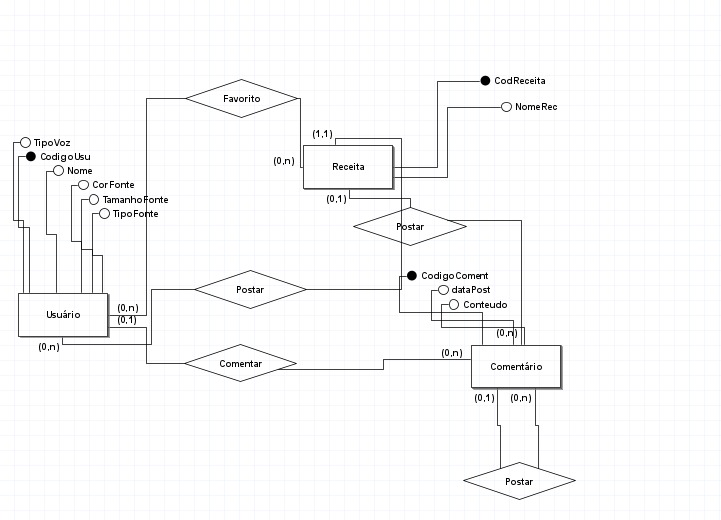 CodReceita
Favorito
NomeRec
(1,1)
TipoVoz
CodigoUsu
(0,n)
Receita
Nome
CorFonte
(0,1)
TamanhoFonte
TipoFonte
Postar
CodigoComent
Postar
dataPost
Conteudo
(0,n)
Usuário
(0,1)
(0,n)
(0,n)
(0,n)
Comentar
Comentário
(0,1)
(0,n)
Postar